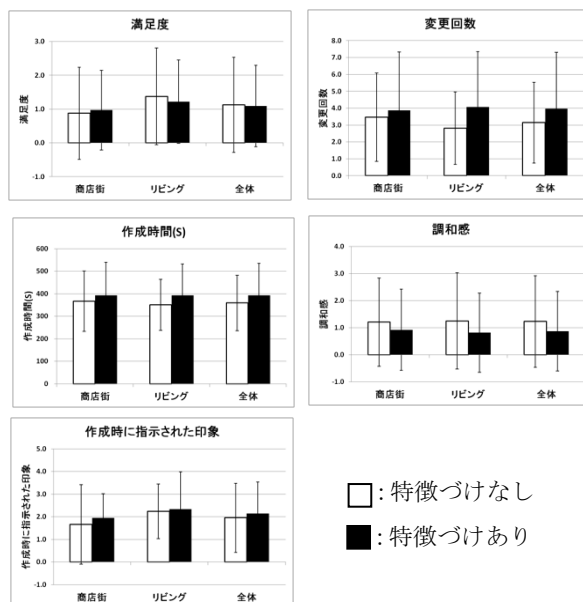 満足度
3.0
2.0
1.0
0.0
-1.0
満足度
商店街 リビング 全体
変更回数
8.0
7.0
6.0
5.0
4.0
3.0
2.0
1.0
0.0
変更回数
商店街 リビング 全体
作成時間(S)
600
500
400
300
200
100
0
作成時間(S)
商店街 リビング 全体
調和感
4.0
3.0
2.0
1.0
0.0
-1.0
調和感
商店街 リビング 全体
作成時に指示された印象
5.0
4.0
3.0
2.0
1.0
0.0
-1.0
作成時に指示された印象
商店街 リビング 全体
: 特徴づけなし
: 特徴づけあり